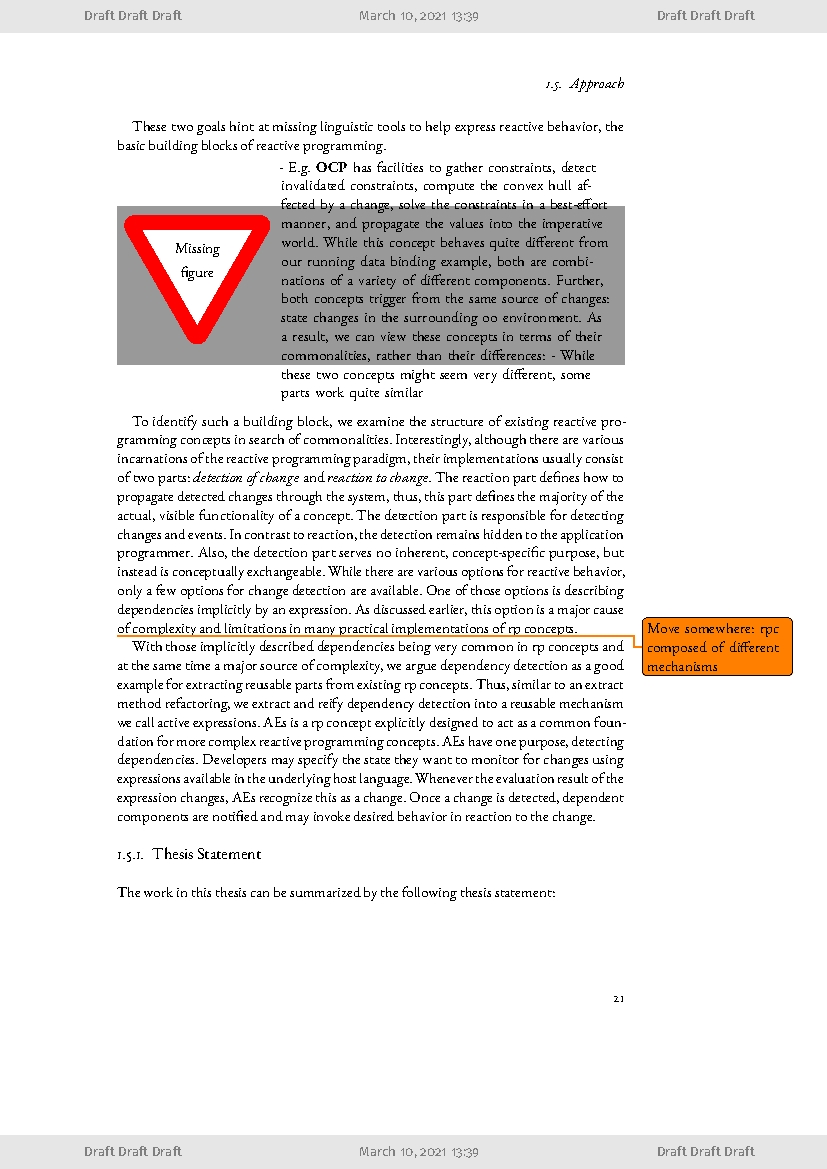 Draft Draft Draft March 10, 2021 13:39 Draft Draft Draft
1.5. Approach
These two goals hint at missing linguistic tools to help express reactive behavior, the
basic building blocks of reactive programming.
Missing
figure
- E.g. OCP has facilities to gather constraints, detect
invalidated constraints, compute the convex hull af-
fected by a change, solve the constraints in a best-effort
manner, and propagate the values into the imperative
world. While this concept behaves quite different from
our running data binding example, both are combi-
nations of a variety of different components. Further,
both concepts trigger from the same source of changes:
state changes in the surrounding oo environment. As
a result, we can view these concepts in terms of their
commonalities, rather than their differences: - While
these two concepts might seem very different, some
parts work quite similar
To identify such a building block, we examine the structure of existing reactive pro-
gramming concepts in search of commonalities. Interestingly, although there are various
incarnations of the reactive programming paradigm, their implementations usually consist
of two parts: detection of change and reaction to change. The reaction part defines how to
propagate detected changes through the system, thus, this part defines the majority of the
actual, visible functionality of a concept. The detection part is responsible for detecting
changes and events. In contrast to reaction, the detection remains hidden to the application
programmer. Also, the detection part serves no inherent, concept-specific purpose, but
instead is conceptually exchangeable. While there are various options for reactive behavior,
only a few options for change detection are available. One of those options is describing
dependencies implicitly by an expression. As discussed earlier, this option is a major cause
of complexity and limitations in many practical implementations of rp concepts.
Move somewhere: rpc
composed of different
mechanisms
With those implicitly described dependencies being very common in rp concepts and
at the same time a major source of complexity, we argue dependency detection as a good
example for extracting reusable parts from existing rp concepts. Thus, similar to an extract
method refactoring, we extract and reify dependency detection into a reusable mechanism
we call active expressions. AEs is a rp concept explicitly designed to act as a common foun-
dation for more complex reactive programming concepts. AEs have one purpose, detecting
dependencies. Developers may specify the state they want to monitor for changes using
expressions available in the underlying host language. Whenever the evaluation result of the
expression changes, AEs recognize this as a change. Once a change is detected, dependent
components are notified and may invoke desired behavior in reaction to the change.
1.5.1. Thesis Statement
The work in this thesis can be summarized by the following thesis statement:
21
Draft Draft Draft March 10, 2021 13:39 Draft Draft Draft